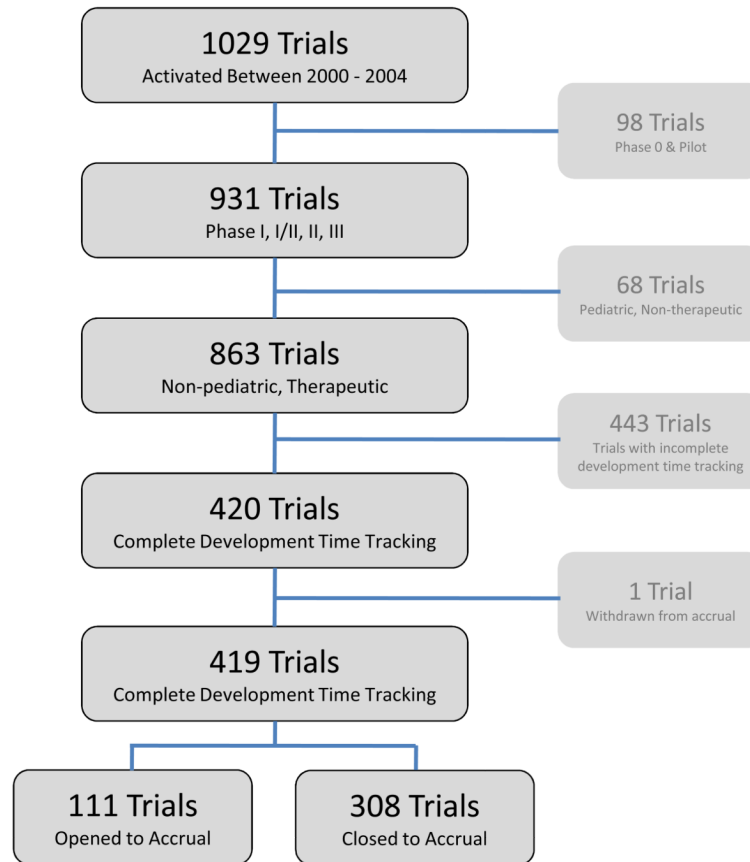 1029 Trials
Activated Between 2000 - 2004
98 Trials
Phase 0 & Pilot
931 Trials
Phase I, I/II, II, III
68 Trials
Pediatric, Non-therapeutic
863 Trials
Non-pediatric, Therapeutic
443 Trials
Trials with incomplete
development time tracking
420 Trials
Complete Development Time Tracking
1 Trial
Withdrawn from accrual
419 Trials
Complete Development Time Tracking
111 Trials
Opened to Accrual
308 Trials
Closed to Accrual